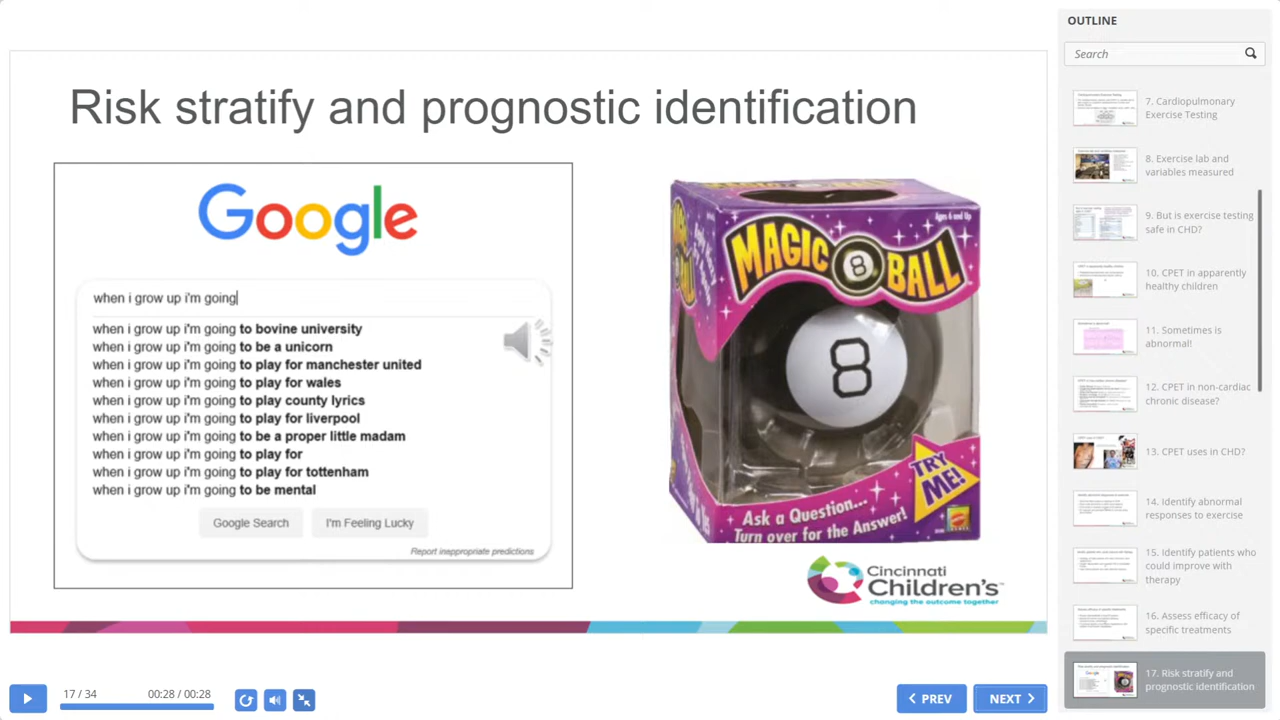 OUTLINE
Search
7. Cardiopulmonary
Exercise Testing
8. Exercise lab and
variables measured
9. But is exercise testing
safe in CHD?
10. CPET in apparently
healthy children
11. Sometimes is
abnormal!
12. CPET in non-cardiac
chronic disease?
13. CPET uses in CHD?
14. Identify abnormal
responses to exercise
15. Identify patients who
could improve with
therapy
16. Assess efficacy of
specific treatments
17. Risk stratify and
prognostic identification
Risk stratify and prognostic identification
Google
when i grow up i'm going
when i grow up i'm going to bovine university
when i grow up i'm going to be a unicorn
when i grow up i'm going to play for manchester united
when i grow up i'm going to play for wales
when i grow up i'm going to play county lyrics
when i grow up i'm going to play for liverpool
when i grow up i'm going to be a proper little madam
when i grow up i'm going to play for
when i grow up i'm going to play for tottenham
when i grow up i'm going to be mental
Google Search
I'm Feeling Lucky
Report inappropriate predictions
Ages 6 and Up
MAGIC 8 BALL
8
TRY
ME!
Ask a Question...
Turn over for the Answer!
Cincinnati
Children's
changing the outcome together
17 / 34
00:28 / 00:28
PREV
NEXT